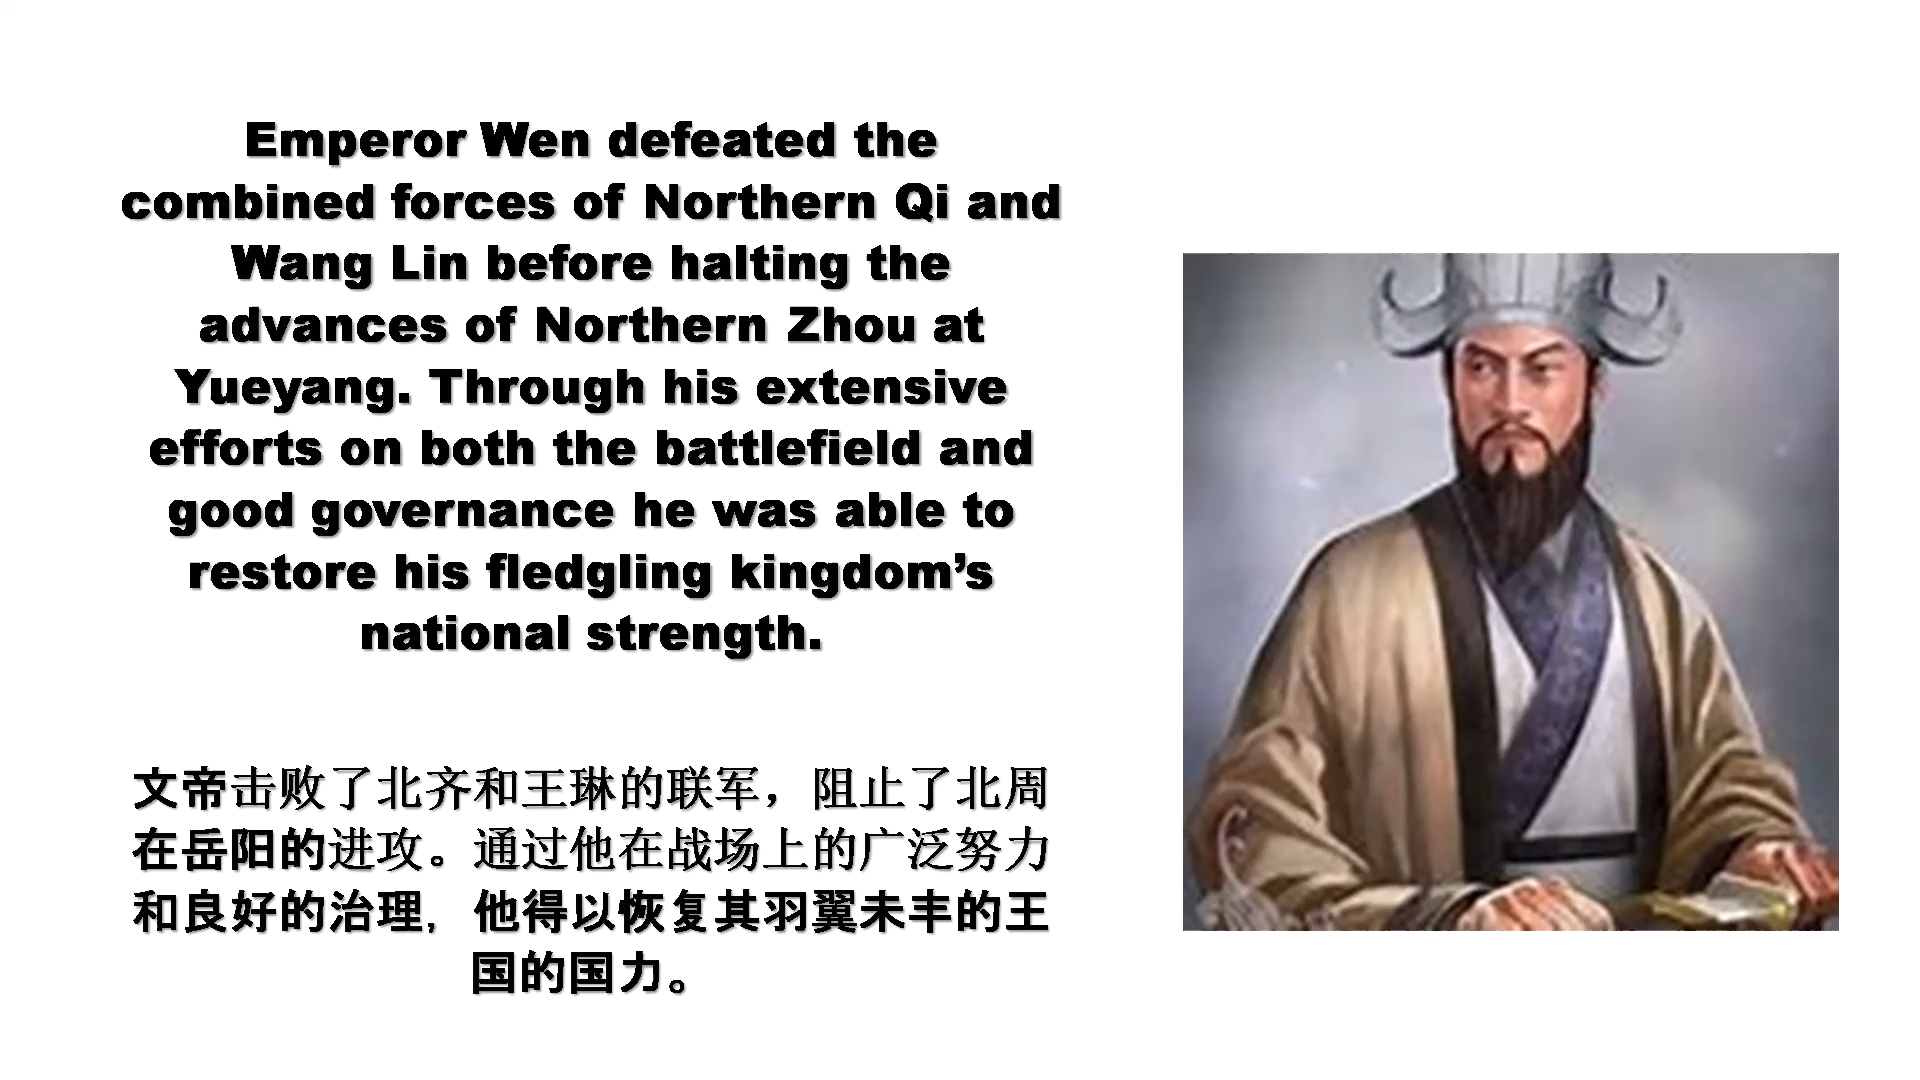 Emperor Wen defeated the
combined forces of Northern Qi and
Wang Lin before halting the
advances of Northern Zhou at
Yueyang. Through his extensive
efforts on both the battlefield and
good governance he was able to
restore his fledgling kingdom’s
national strength.
文帝击败了北齐和王琳的联军，阻止了北周
在岳阳的进攻。通过他在战场上的广泛努力
和良好的治理，他得以恢复其羽翼未丰的王
国的国力。